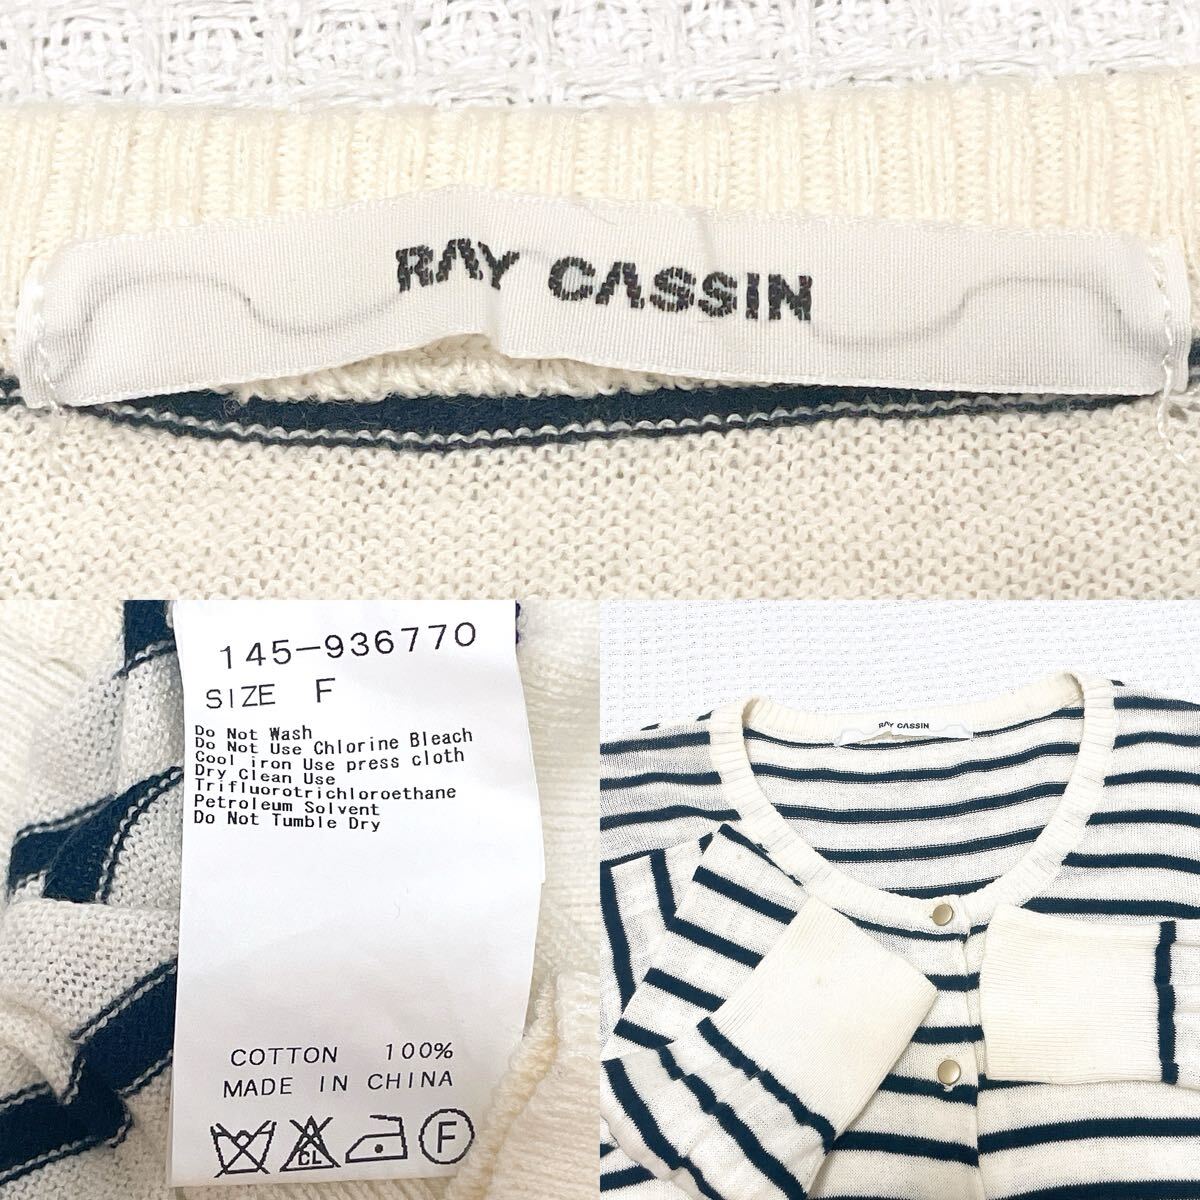 RAY CASSIN
145-936770
SIZE F
Do Not Wash
Do Not Use Chlorine Bleach
Cool iron Use press cloth
Dry Clean Use
Trifluorotrichloroethane
Petroleum Solvent
Do Not Tumble Dry
COTTON 100%
MADE IN CHINA
CL
F
RAY CASSIN